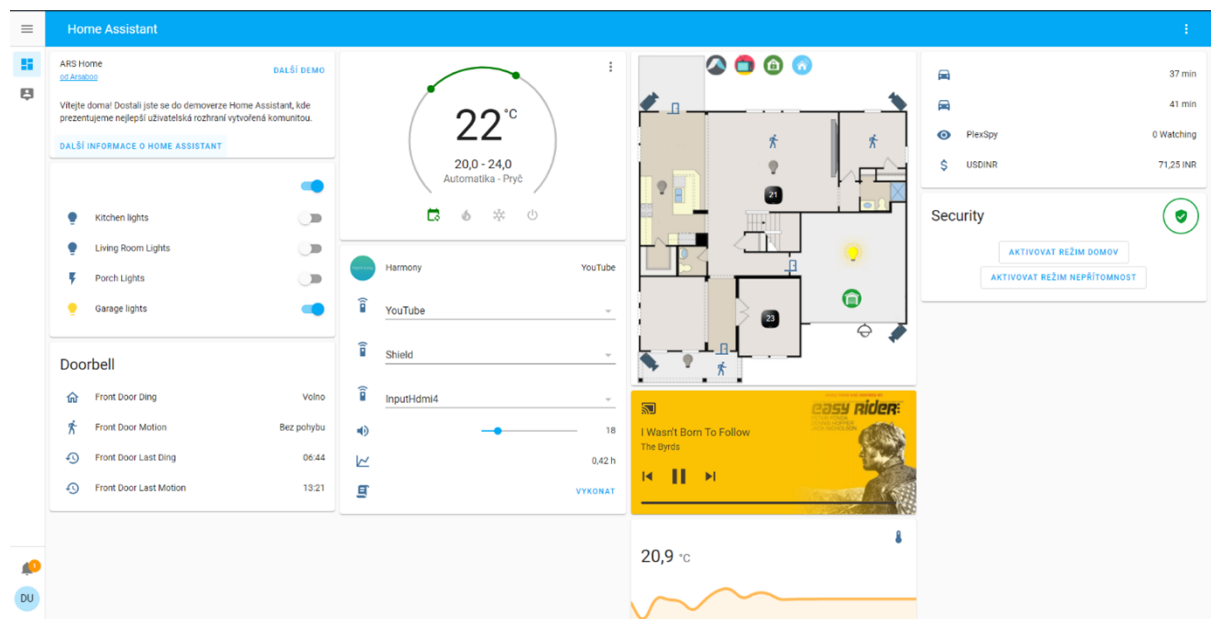 Home Assistant
ARS Home
od Arsaboo
DALŠÍ DEMO
Vítejte doma! Dostali jste se do demoverze Home Assistant, kde
prezentujeme nejlepší uživatelská rozhraní vytvořená komunitou.
DALŠÍ INFORMACE O HOME ASSISTANT
Kitchen lights
Living Room Lights
Porch Lights
Garage lights
Doorbell
Front Door Ding Volno
Front Door Motion Bez pohybu
Front Door Last Ding 06:44
Front Door Last Motion 13:21
DU
1
22 °C
20,0 - 24,0
Automatika - Pryč
Harmony YouTube
YouTube
Shield
InputHdmi4
18
0,42 h
VYKONAT
21
23
I Wasn't Born To Follow
The Byrds
easy RiDER:
20,9 °C
37 min
41 min
PlexSpy 0 Watching
USDINR 71,25 INR
Security
AKTIVOVAT REŽIM DOMOV
AKTIVOVAT REŽIM NEPŘÍTOMNOST